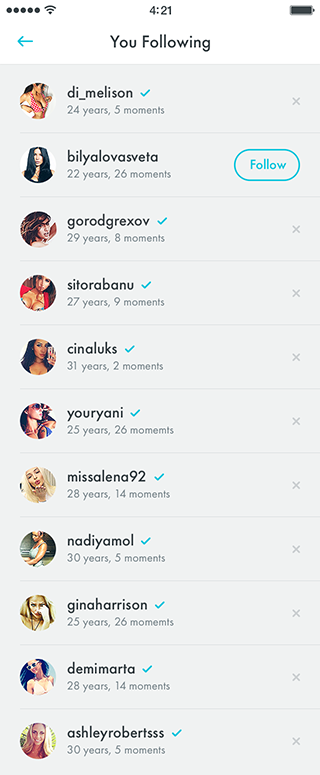 4:21
You Following
di_melison
24 years, 5 moments
bilyalovasveta
22 years, 26 moments
Follow
gorodgrexov
29 years, 8 moments
sitorabanu
27 years, 9 moments
cinaluks
31 years, 2 moments
youryani
25 years, 26 momemts
missalena92
28 years, 14 moments
nadiyamol
30 years, 5 moments
ginaharrison
25 years, 26 momemts
demimarta
28 years, 14 moments
ashleyrobertsss
30 years, 5 moments